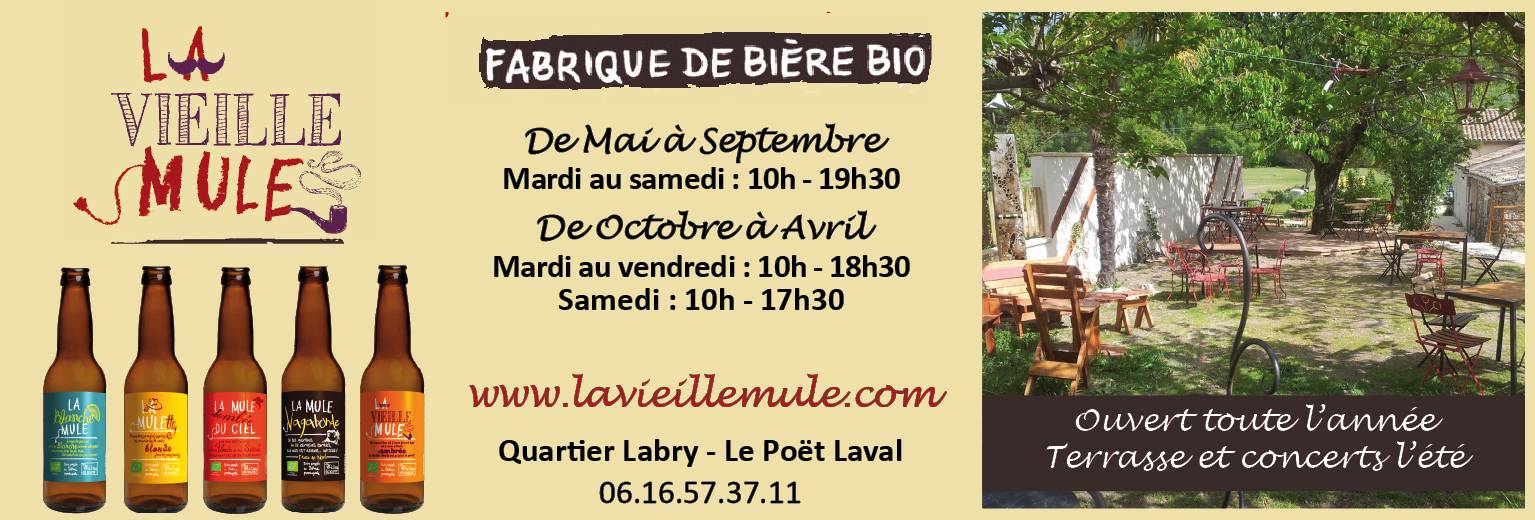 LA
VIEILLE
MULE
FABRIQUE DE BIÈRE BIO
De Mai à Septembre
Mardi au samedi : 10h - 19h30
De Octobre à Avril
Mardi au vendredi : 10h - 18h30
Samedi : 10h - 17h30
www.lavieillemule.com
Quartier Labry - Le Poët Laval
06.16.57.37.11
LA
Blanche
MULE
LA
MULEtty
blonde
LA MULE
tombée
DU CIEL
LA MULE
Vagabonde
LA
VIEILLE
MULE
ambrée
Ouvert toute l'année
Terrasse et concerts l'été